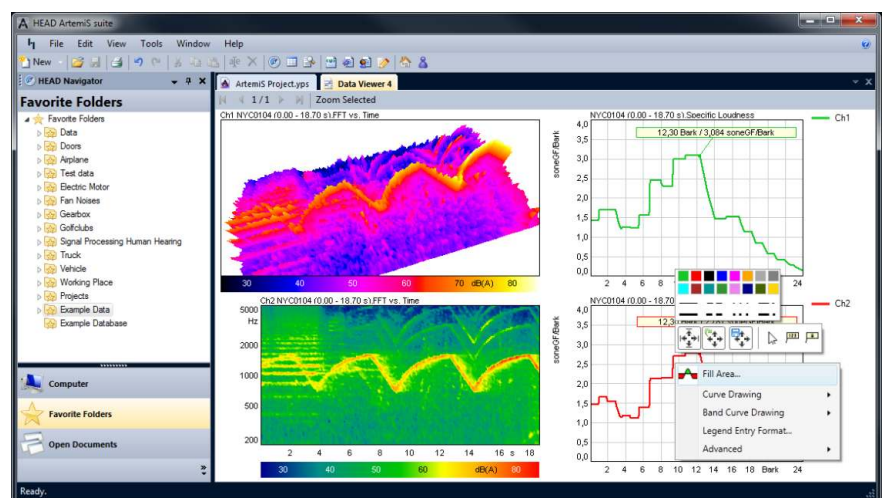 HEAD ArtemiS suite
File Edit View Tools Window Help
New
HEAD Navigator
ArtemiS Project.yps Data Viewer 4
Favorite Folders
1 / 1 Zoom Selected
Favorite Folders
Data
Doors
Airplane
Test data
Electric Motor
Fan Noises
Gearbox
Golfclubs
Signal Processing Human Hearing
Truck
Vehicle
Working Place
Projects
Example Data
Example Database
Computer
Favorite Folders
Open Documents
Ready.
Ch1 NYC0104 (0.00 - 18.70 s).FFT vs. Time
30 40 50 60 70 dB(A) 80
NYC0104 (0.00 - 18.70 s).Specific Loudness
Ch1
12,30 Bark / 3,084 soneGF/Bark
soneGF/Bark
4,0
3,5
3,0
2,5
2,0
1,5
1,0
0,5
0,0
2 4 6 8 24
Ch2 NYC0104 (0.00 - 18.70 s).FFT vs. Time
5000
Hz
2000
1000
500
200
2 4 6 8 10 12 14 16 s 18
30 40 50 60 dB(A) 80
NYC0104 (0.00 - 18.70
Ch2
soneGF/Bark
4,0
3,5
3,0
2,5
2,0
1,5
1,0
0,5
0,0
2 4 6 8 10 12 14 16 18 Bark 24
Fill Area...
Curve Drawing
Band Curve Drawing
Legend Entry Format...
Advanced